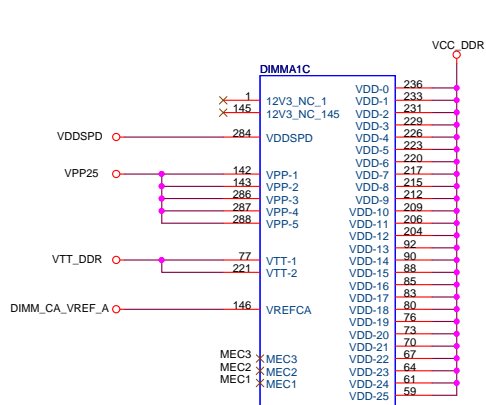 VCC_DDR
DIMMA1C
1 12V3_NC_1 VDD-0 236
145 12V3_NC_145 VDD-1 233
VDD-2 231
VDD-3 229
VDDSPD 284 VDDSPD VDD-4 226
VDD-5 223
VDD-6 220
VPP25 142 VPP-1 VDD-7 217
143 VPP-2 VDD-8 215
286 VPP-3 VDD-9 212
287 VPP-4 VDD-10 209
288 VPP-5 VDD-11 206
VDD-12 204
VDD-13 92
VTT_DDR 77 VTT-1 VDD-14 90
221 VTT-2 VDD-15 88
VDD-16 85
VDD-17 83
DIMM_CA_VREF_A 146 VREFCA VDD-18 80
VDD-19 76
VDD-20 73
VDD-21 70
MEC3 MEC3 VDD-22 67
MEC2 MEC2 VDD-23 64
MEC1 MEC1 VDD-24 61
VDD-25 59